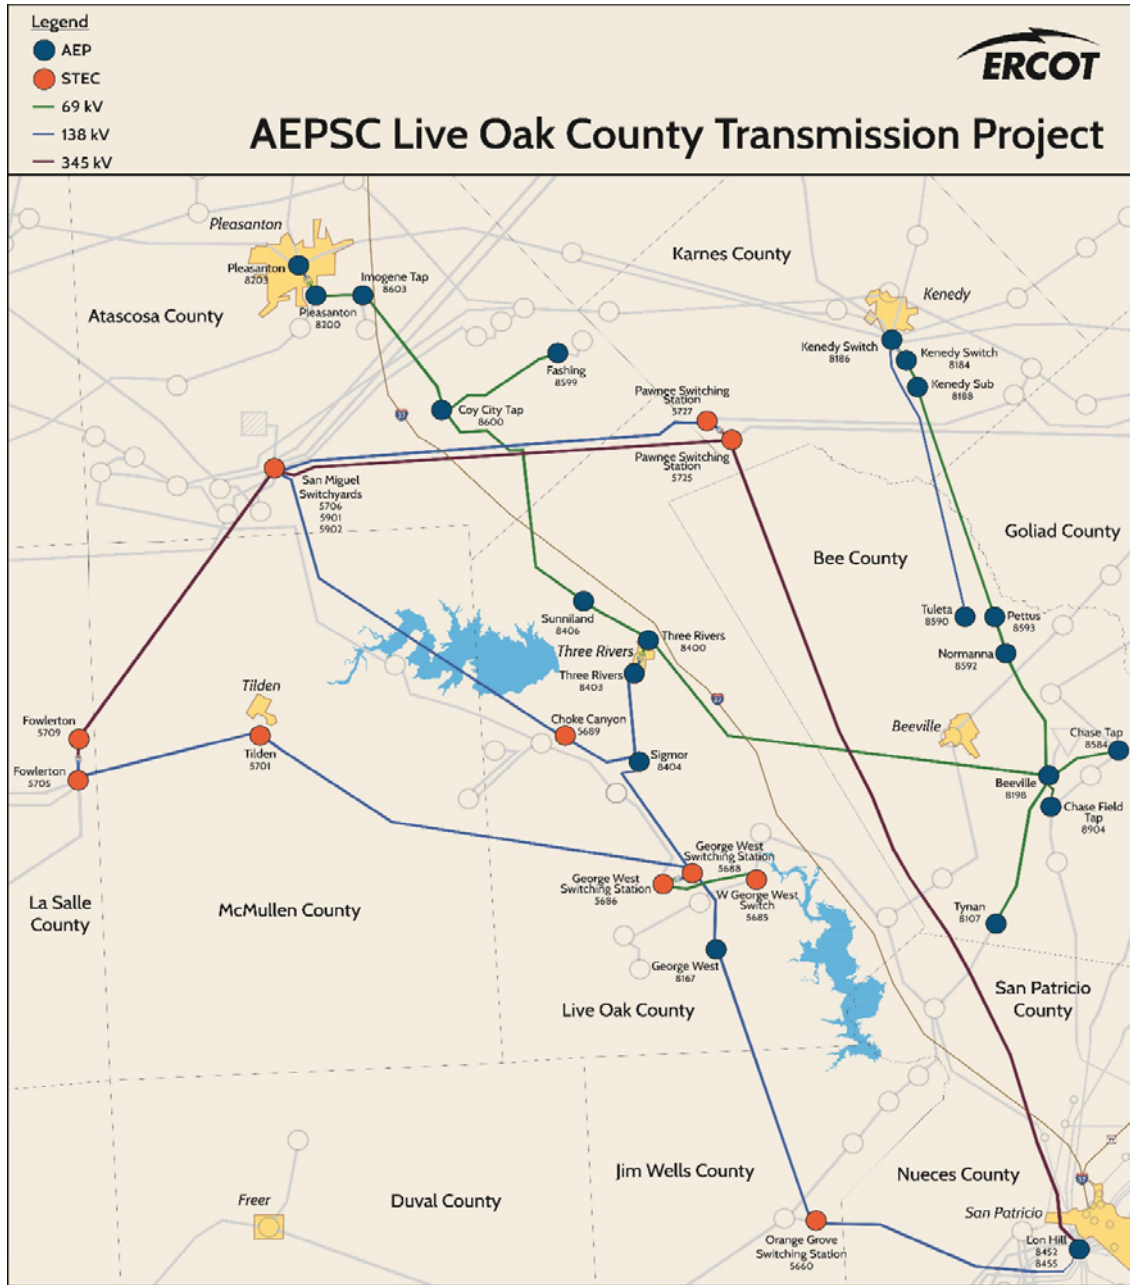 Legend
AEP
STEC
69 kV
138 kV
345 kV
ERCOT
AEPSC Live Oak County Transmission Project
Pleasanton
Pleasanton
8203
Imogene Tap
8603
Pleasanton
8200
Atascosa County
Karnes County
Kenedy
Kenedy Switch
8186
Kenedy Switch
8184
Kenedy Sub
8188
Fashing
8599
Coy City Tap
8600
37
Pawnee Switching
Station
5727
Pawnee Switching
Station
5725
San Miguel
Switchyards
5706
5901
5902
Goliad County
Bee County
Tuleta
8590
Pettus
8593
Normanna
8592
Sunniland
8406
Three Rivers
8400
Three Rivers
Three Rivers
8403
37
Tilden
Fowlerton
5709
Tilden
5701
Fowlerton
5705
Choke Canyon
5689
Sigmor
8404
Beeville
Chase Tap
8584
Beeville
8198
Chase Field
Tap
8904
George West
Switching Station
5688
George West
Switching Station
5686
W George West
Switch
5685
La Salle
County
McMullen County
Tynan
8107
George West
8167
San Patricio
County
Live Oak County
Jim Wells County
Nueces County
37
77
Freer
Duval County
San Patricio
Orange Grove
Switching Station
5660
Lon Hill
8452
8455